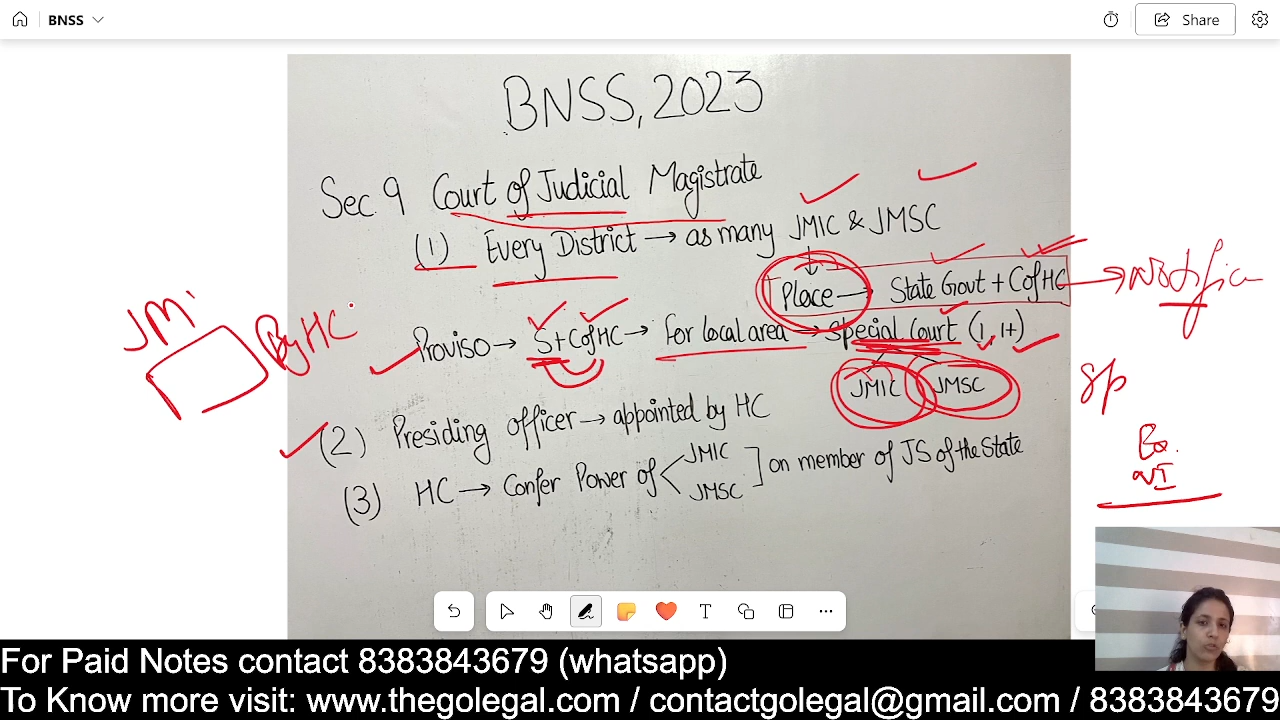 BNSS
Share
BNSS, 2023
Sec. 9 Court of Judicial Magistrate
(1) Every District → as many JMIC & JMSC
Place → State Govt + C of HC → Notifica
JM
By HC
Proviso → S + C of HC → For local area → Special Court (1, 1+)
JMIC JMSC
Sp
(2) Presiding officer → appointed by HC
(3) HC → Confer Power of < JMIC JMSC ] on member of JS of the State
For Paid Notes contact 8383843679 (whatsapp)
To Know more visit: www.thegolegal.com / contactgolegal@gmail.com / 8383843679